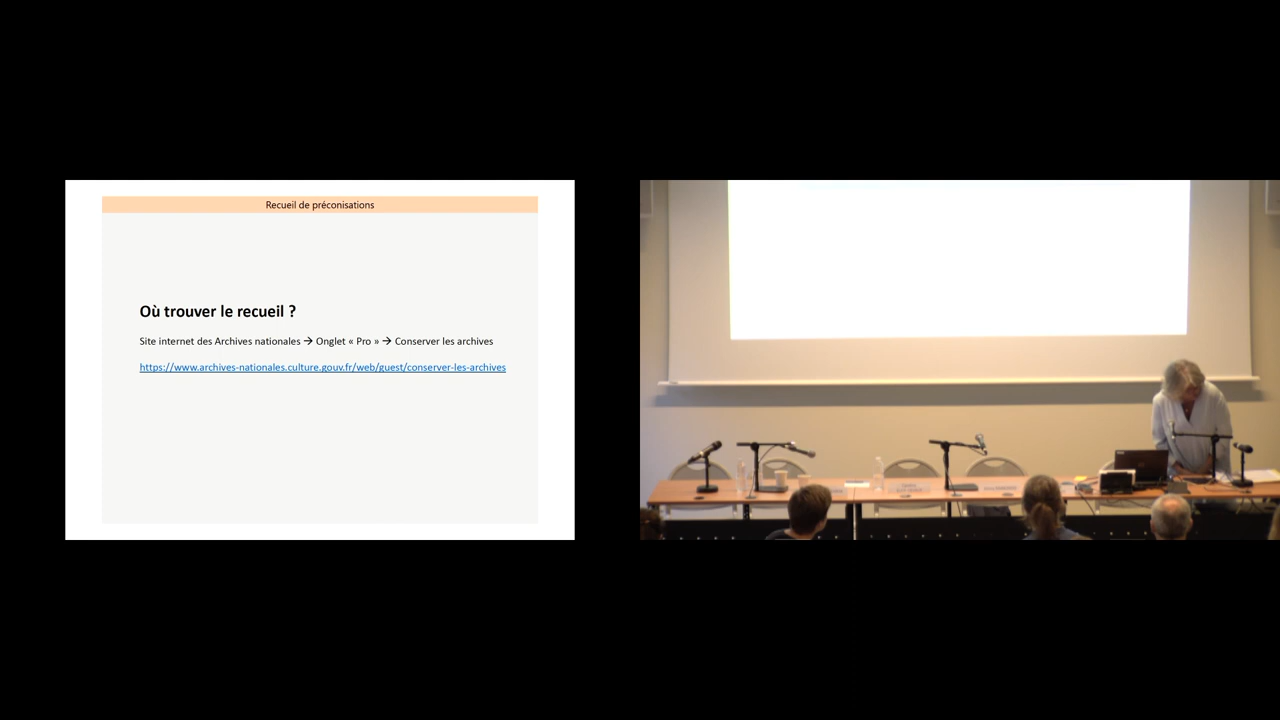 Recueil de préconisations
Où trouver le recueil ?
Site internet des Archives nationales → Onglet « Pro » → Conserver les archives
https://www.archives-nationales.culture.gouv.fr/web/guest/conserver-les-archives